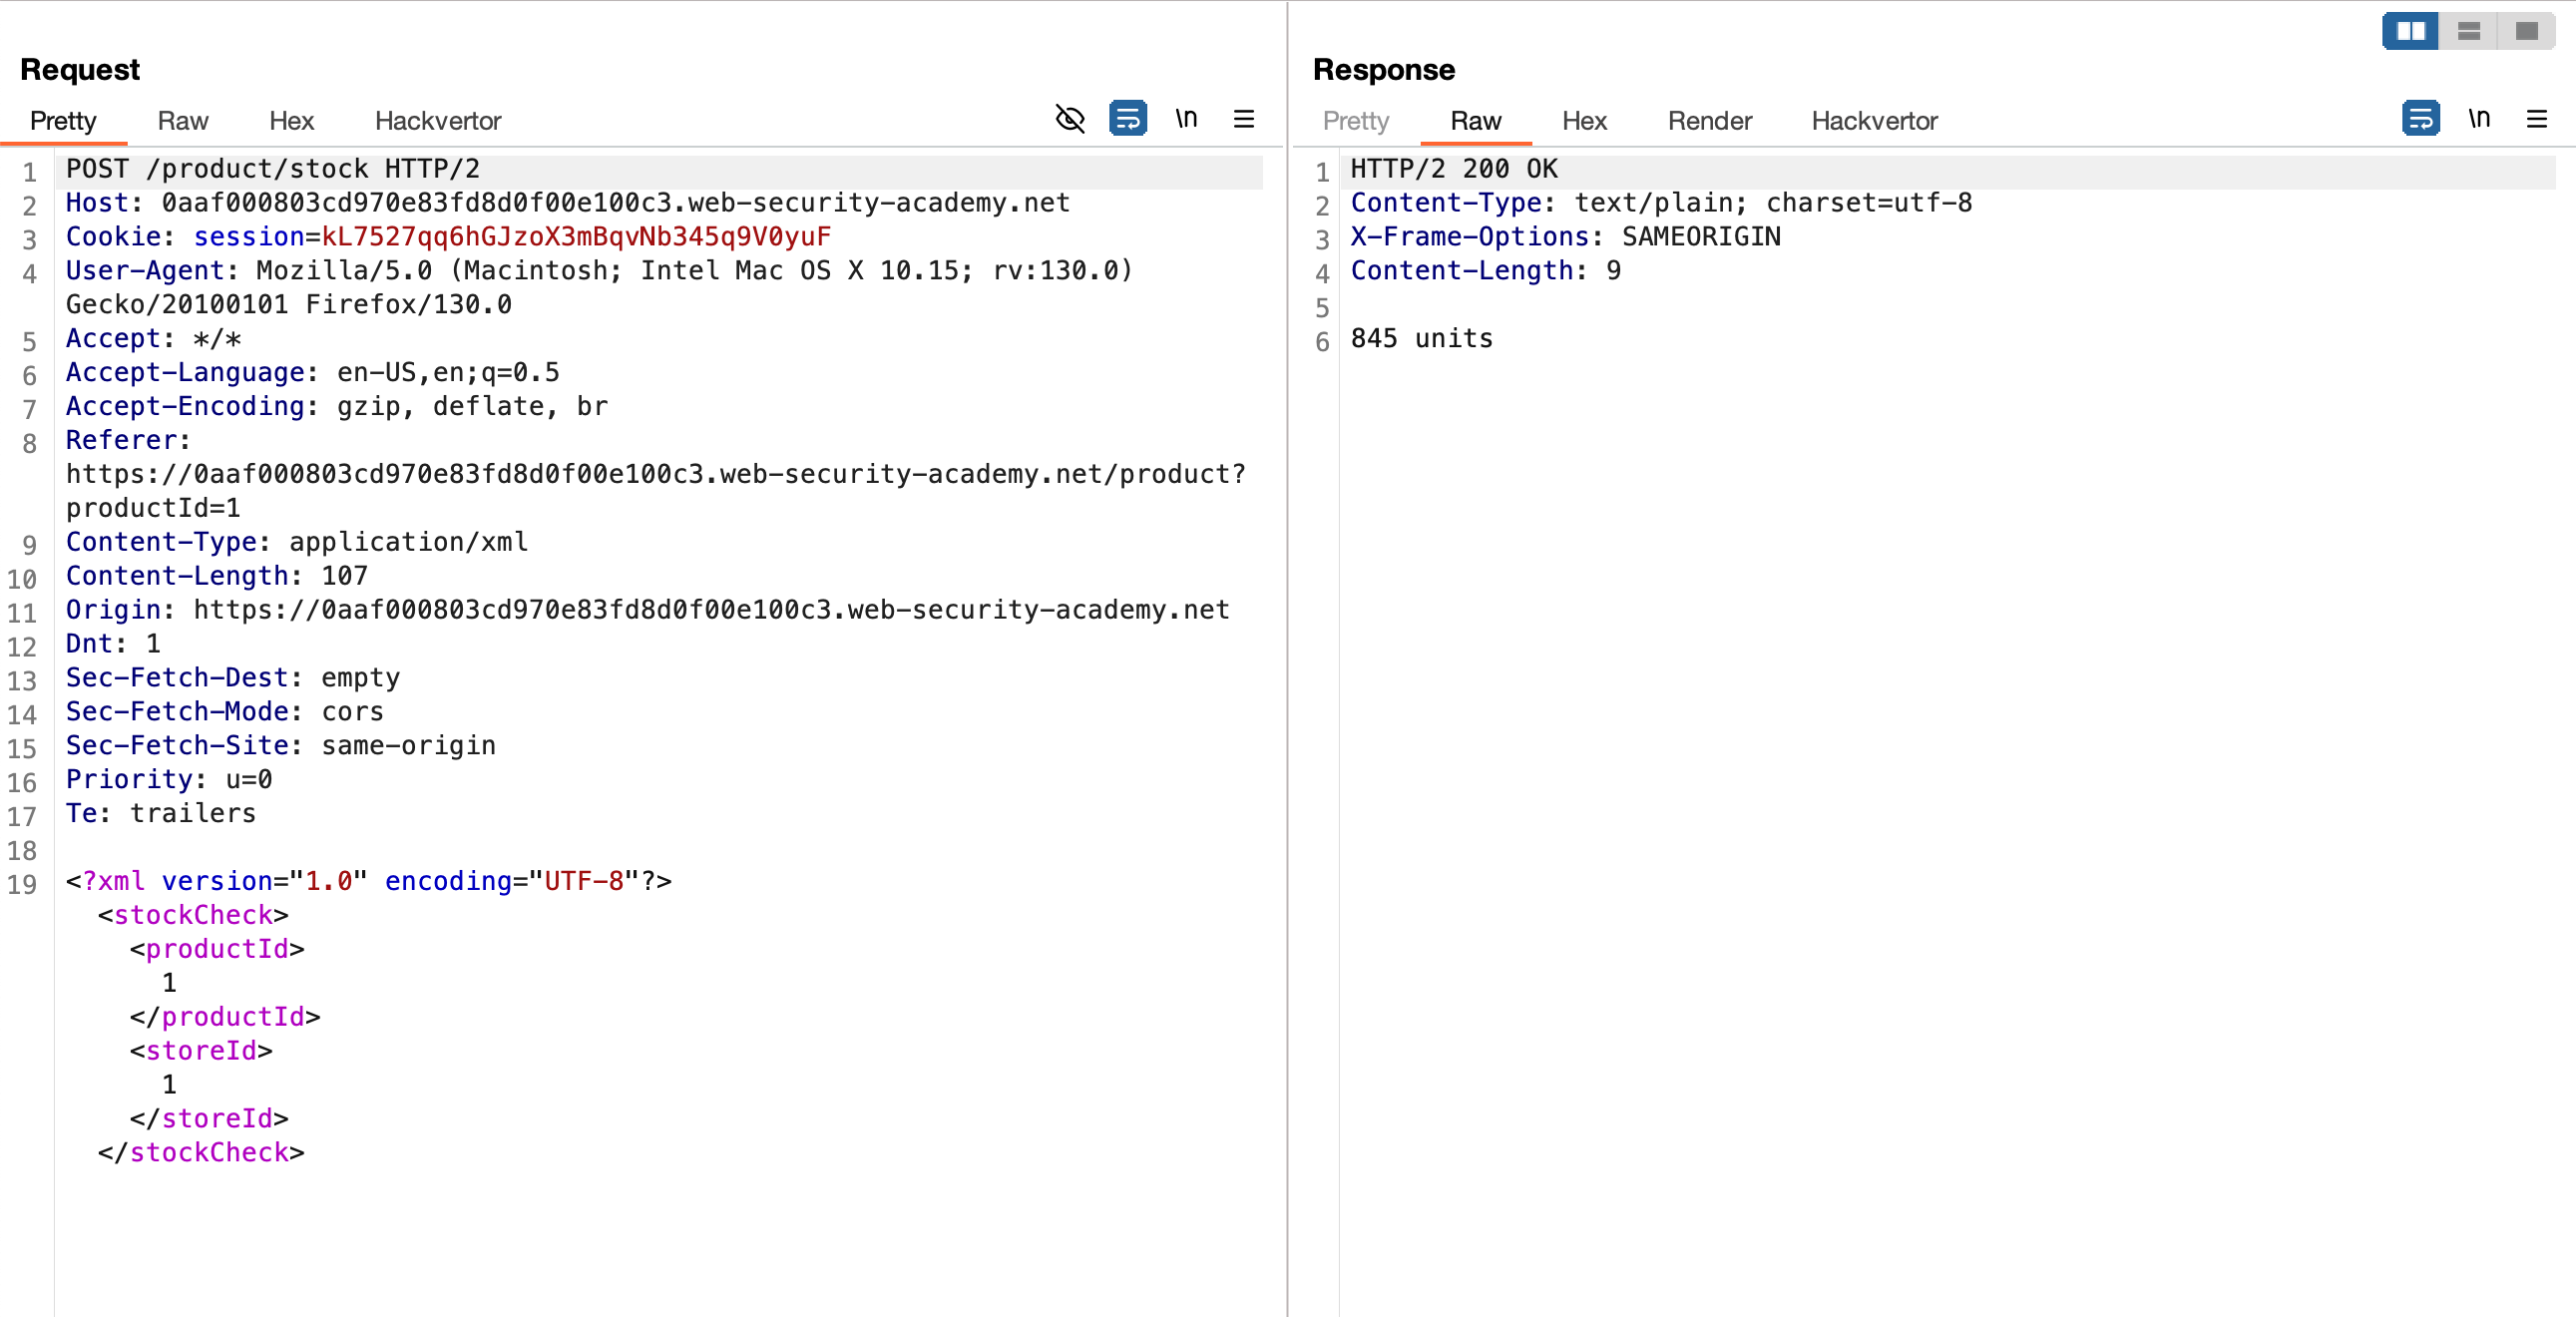 Request
Pretty Raw Hex Hackvertor \n
1 POST /product/stock HTTP/2
2 Host: 0aaf000803cd970e83fd8d0f00e100c3.web-security-academy.net
3 Cookie: session=kL7527qq6hGJzoX3mBqvNb345q9V0yuF
4 User-Agent: Mozilla/5.0 (Macintosh; Intel Mac OS X 10.15; rv:130.0)
Gecko/20100101 Firefox/130.0
5 Accept: */*
6 Accept-Language: en-US,en;q=0.5
7 Accept-Encoding: gzip, deflate, br
8 Referer:
https://0aaf000803cd970e83fd8d0f00e100c3.web-security-academy.net/product?
productId=1
9 Content-Type: application/xml
10 Content-Length: 107
11 Origin: https://0aaf000803cd970e83fd8d0f00e100c3.web-security-academy.net
12 Dnt: 1
13 Sec-Fetch-Dest: empty
14 Sec-Fetch-Mode: cors
15 Sec-Fetch-Site: same-origin
16 Priority: u=0
17 Te: trailers
18
19 <?xml version="1.0" encoding="UTF-8"?>
<stockCheck>
<productId>
1
</productId>
<storeId>
1
</storeId>
</stockCheck>
Response
Pretty Raw Hex Render Hackvertor \n
1 HTTP/2 200 OK
2 Content-Type: text/plain; charset=utf-8
3 X-Frame-Options: SAMEORIGIN
4 Content-Length: 9
5
6 845 units